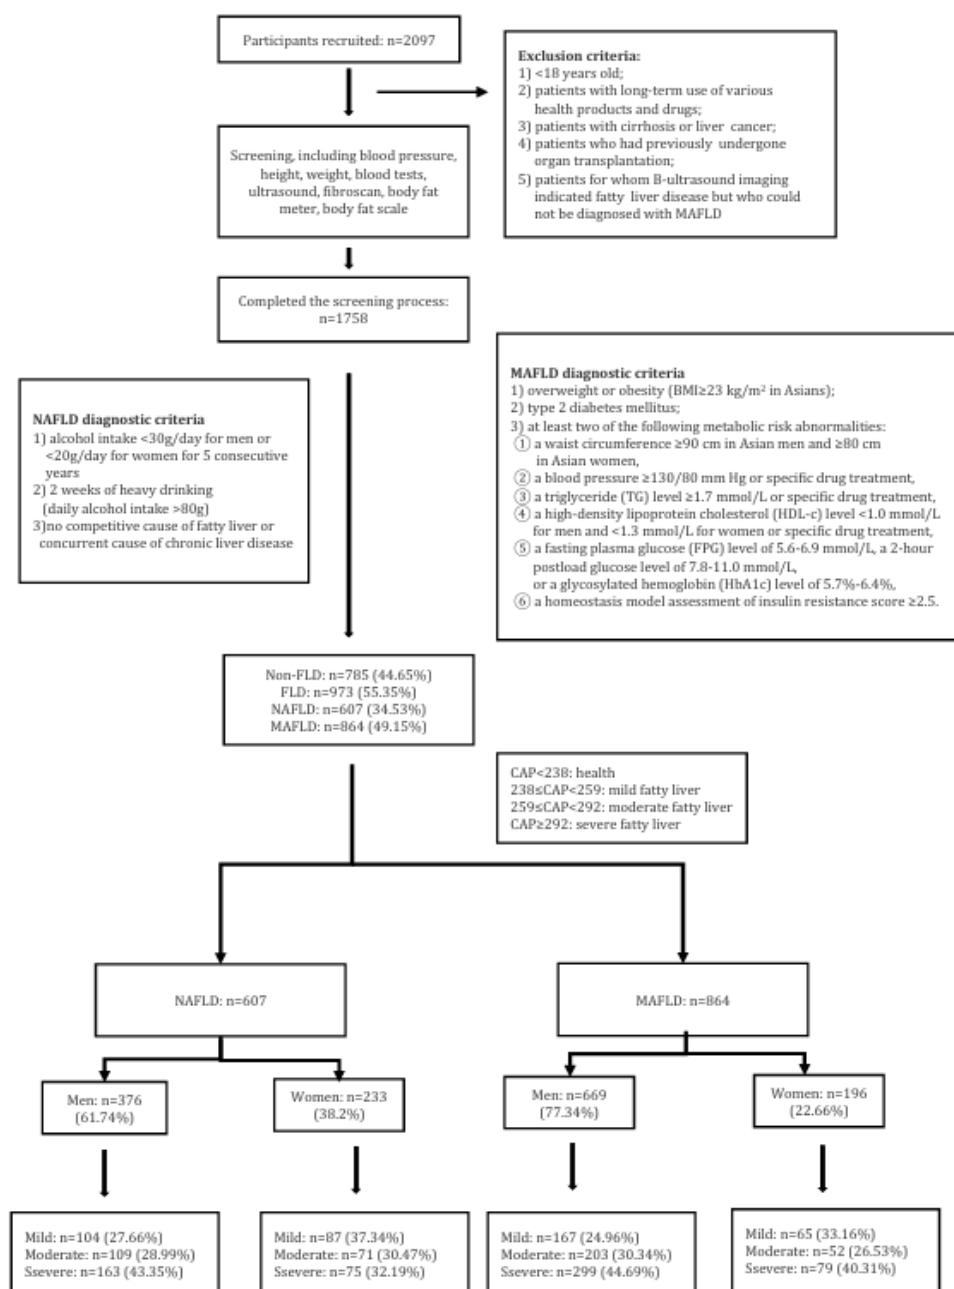 Participants recruited: n=2097
Exclusion criteria:
1) <18 years old;
2) patients with long-term use of various
health products and drugs;
3) patients with cirrhosis or liver cancer;
4) patients who had previously undergone
organ transplantation;
5) patients for whom B-ultrasound imaging
indicated fatty liver disease but who could
not be diagnosed with MAFLD
Screening, including blood pressure,
height, weight, blood tests,
ultrasound, fibroscan, body fat
meter, body fat scale
Completed the screening process:
n=1758
NAFLD diagnostic criteria
1) alcohol intake <30g/day for men or
<20g/day for women for 5 consecutive
years
2) 2 weeks of heavy drinking
(daily alcohol intake >80g)
3)no competitive cause of fatty liver or
concurrent cause of chronic liver disease
MAFLD diagnostic criteria
1) overweight or obesity (BMI≥23 kg/m² in Asians);
2) type 2 diabetes mellitus;
3) at least two of the following metabolic risk abnormalities:
① a waist circumference ≥90 cm in Asian men and ≥80 cm
in Asian women,
② a blood pressure ≥130/80 mm Hg or specific drug treatment,
③ a triglyceride (TG) level ≥1.7 mmol/L or specific drug treatment,
④ a high-density lipoprotein cholesterol (HDL-c) level <1.0 mmol/L
for men and <1.3 mmol/L for women or specific drug treatment,
⑤ a fasting plasma glucose (FPG) level of 5.6-6.9 mmol/L, a 2-hour
postload glucose level of 7.8-11.0 mmol/L,
or a glycosylated hemoglobin (HbA1c) level of 5.7%-6.4%,
⑥ a homeostasis model assessment of insulin resistance score ≥2.5.
Non-FLD: n=785 (44.65%)
FLD: n=973 (55.35%)
NAFLD: n=607 (34.53%)
MAFLD: n=864 (49.15%)
CAP<238: health
238≤CAP<259: mild fatty liver
259≤CAP<292: moderate fatty liver
CAP≥292: severe fatty liver
NAFLD: n=607
MAFLD: n=864
Men: n=376
(61.74%)
Women: n=233
(38.2%)
Men: n=669
(77.34%)
Women: n=196
(22.66%)
Mild: n=104 (27.66%)
Moderate: n=109 (28.99%)
Ssevere: n=163 (43.35%)
Mild: n=87 (37.34%)
Moderate: n=71 (30.47%)
Ssevere: n=75 (32.19%)
Mild: n=167 (24.96%)
Moderate: n=203 (30.34%)
Ssevere: n=299 (44.69%)
Mild: n=65 (33.16%)
Moderate: n=52 (26.53%)
Ssevere: n=79 (40.31%)